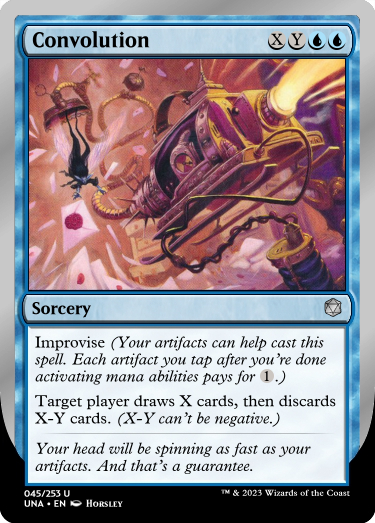 Convolution X Y
Sorcery
Improvise (Your artifacts can help cast this
spell. Each artifact you tap after you're done
activating mana abilities pays for 1.)
Target player draws X cards, then discards
X-Y cards. (X-Y can't be negative.)
Your head will be spinning as fast as your
artifacts. And that's a guarantee.
045/253 U
UNA • EN HORSLEY
™ & 2023 Wizards of the Coast